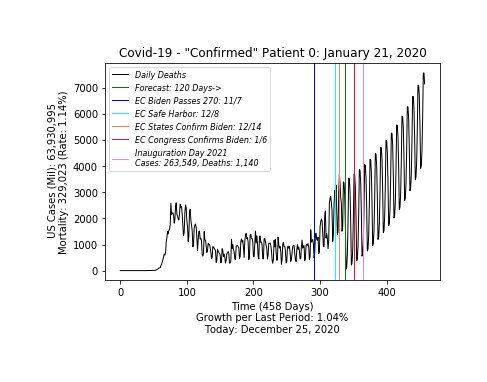 Covid-19 - "Confirmed" Patient 0: January 21, 2020
US Cases (Mil): 63,930,995
Mortality: 329,023 (Rate: 1.14%)
7000
6000
5000
4000
3000
2000
1000
0
Daily Deaths
Forecast: 120 Days->
EC Biden Passes 270: 11/7
EC Safe Harbor: 12/8
EC States Confirm Biden: 12/14
EC Congress Confirms Biden: 1/6
Inauguration Day 2021
Cases: 263,549, Deaths: 1,140
0
100
200
300
400
Time (458 Days)
Growth per Last Period: 1.04%
Today: December 25, 2020